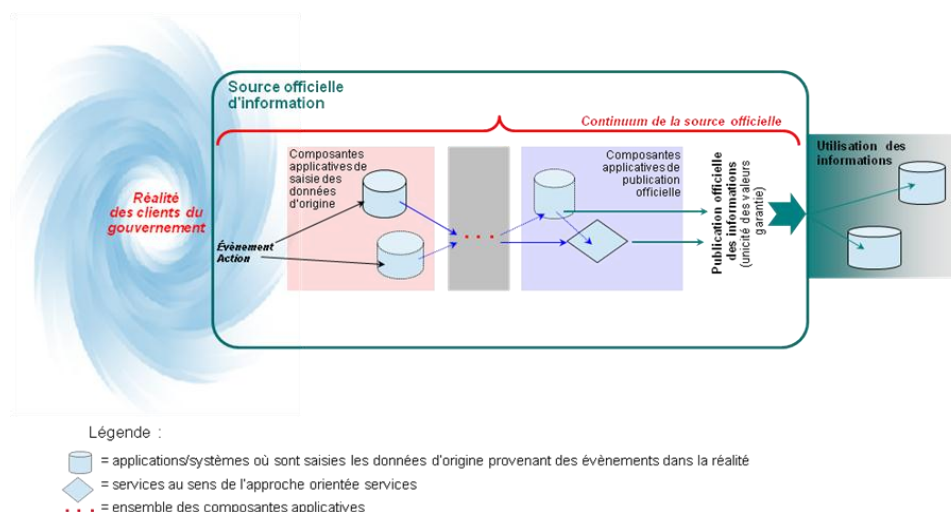 Source officielle
d'information
Continuum de la source officielle
Réalité
des clients du
gouvernement
Évènement
Action
Composantes
applicatives de
saisie des
données
d'origine
Composantes
applicatives de
publication
officielle
Publication officielle
des informations
(unicité des valeurs
garantie)
Utilisation des
informations
Légende :
= applications/systèmes où sont saisies les données d'origine provenant des évènements dans la réalité
= services au sens de l'approche orientée services
= ensemble des composantes applicatives